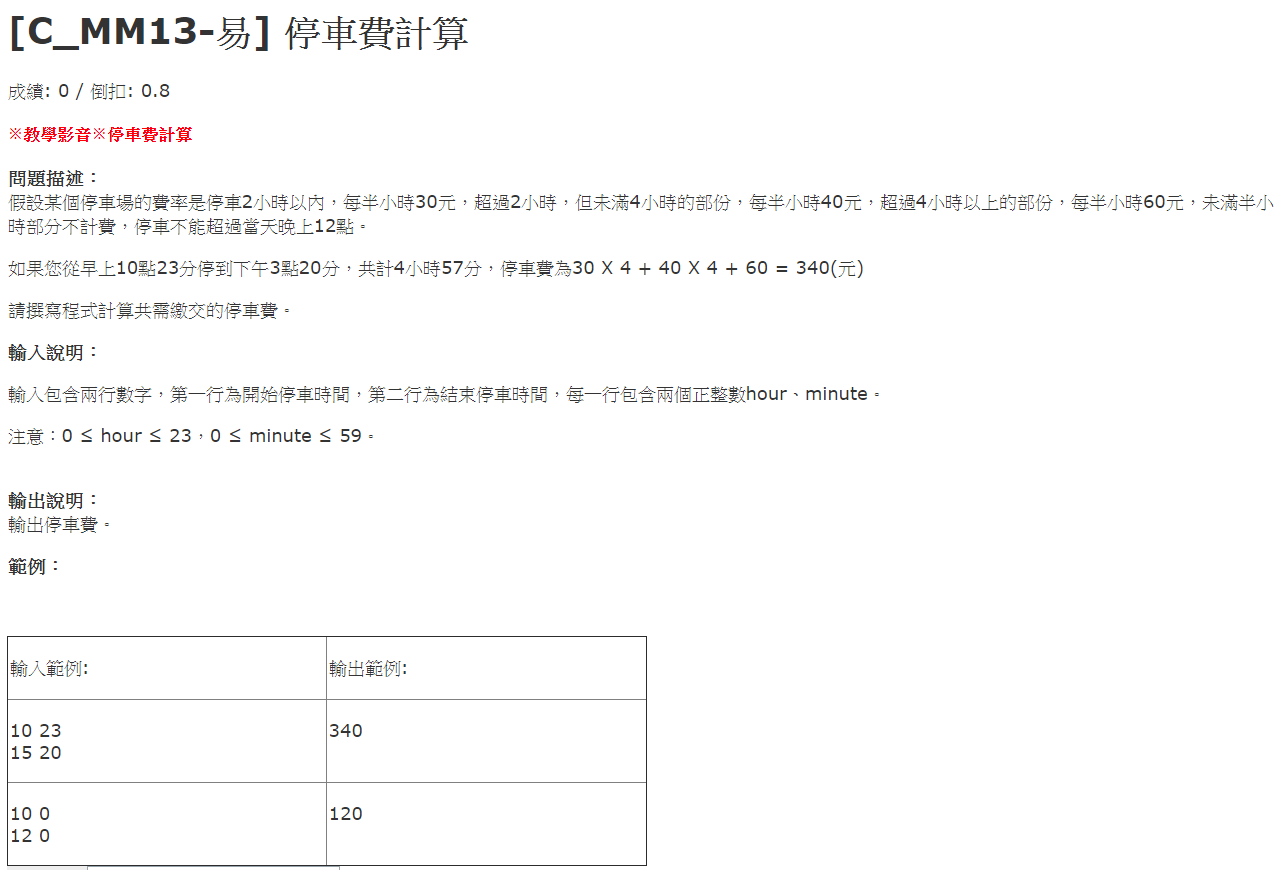 [C_MM13-易] 停車費計算
成績: 0 / 倒扣: 0.8
※教學影音※停車費計算
問題描述：
假設某個停車場的費率是停車2小時以內，每半小時30元，超過2小時，但未滿4小時的部份，每半小時40元，超過4小時以上的部份，每半小時60元，未滿半小
時部分不計費，停車不能超過當天晚上12點。
如果您從早上10點23分停到下午3點20分，共計4小時57分，停車費為30 X 4 + 40 X 4 + 60 = 340(元)
請撰寫程式計算共需繳交的停車費。
輸入說明：
輸入包含兩行數字，第一行為開始停車時間，第二行為結束停車時間，每一行包含兩個正整數hour、minute。
注意：0 ≤ hour ≤ 23，0 ≤ minute ≤ 59。
輸出說明：
輸出停車費。
範例：
輸入範例:
輸出範例:
10 23
15 20
340
10 0
12 0
120